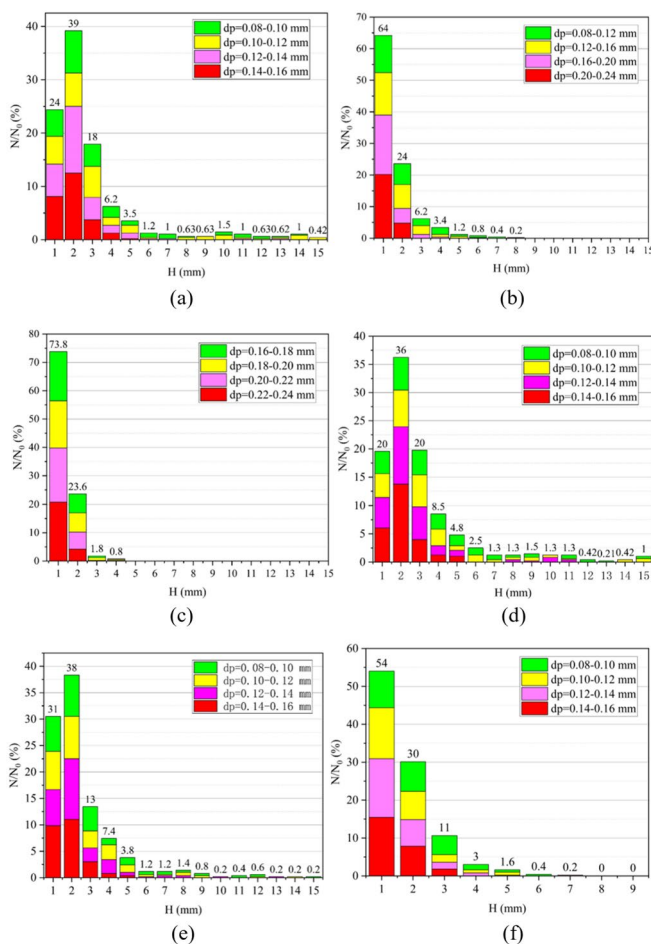 40
30
20
10
0
N/N₀ (%)
24
39
18
6.2
3.5
1.2
1
0.63
0.63
1.5
1
0.63
0.62
1
0.42
dp=0.08-0.10 mm
dp=0.10-0.12 mm
dp=0.12-0.14 mm
dp=0.14-0.16 mm
1 2 3 4 5 6 7 8 9 10 11 12 13 14 15
H (mm)
(a)
70
60
50
40
30
20
10
0
N/N₀ (%)
64
24
6.2
3.4
1.2
0.8
0.4
0.2
dp=0.08-0.12 mm
dp=0.12-0.16 mm
dp=0.16-0.20 mm
dp=0.20-0.24 mm
1 2 3 4 5 6 7 8 9 10 11 12 13 14 15
H (mm)
(b)
80
70
60
50
40
30
20
10
0
N/N₀ (%)
73.8
23.6
1.8
0.8
dp=0.16-0.18 mm
dp=0.18-0.20 mm
dp=0.20-0.22 mm
dp=0.22-0.24 mm
1 2 3 4 5 6 7 8 9 10 11 12 13 14 15
H (mm)
(c)
40
35
30
25
20
15
10
5
0
N/N₀ (%)
20
36
20
8.5
4.8
2.5
1.3
1.3
1.5
1.3
1.3
0.42
0.21
0.42
1
dp=0.08-0.10 mm
dp=0.10-0.12 mm
dp=0.12-0.14 mm
dp=0.14-0.16 mm
1 2 3 4 5 6 7 8 9 10 11 12 13 14 15
H (mm)
(d)
40
35
30
25
20
15
10
5
0
N/N₀ (%)
31
38
13
7.4
3.8
1.2
1.2
1.4
0.8
0.2
0.4
0.6
0.2
0.2
0.2
dp=0.08-0.10 mm
dp=0.10-0.12 mm
dp=0.12-0.14 mm
dp=0.14-0.16 mm
1 2 3 4 5 6 7 8 9 10 11 12 13 14 15
H (mm)
(e)
60
50
40
30
20
10
0
N/N₀ (%)
54
30
11
3
1.6
0.4
0.2
0
0
dp=0.08-0.10 mm
dp=0.10-0.12 mm
dp=0.12-0.14 mm
dp=0.14-0.16 mm
1 2 3 4 5 6 7 8 9
H (mm)
(f)